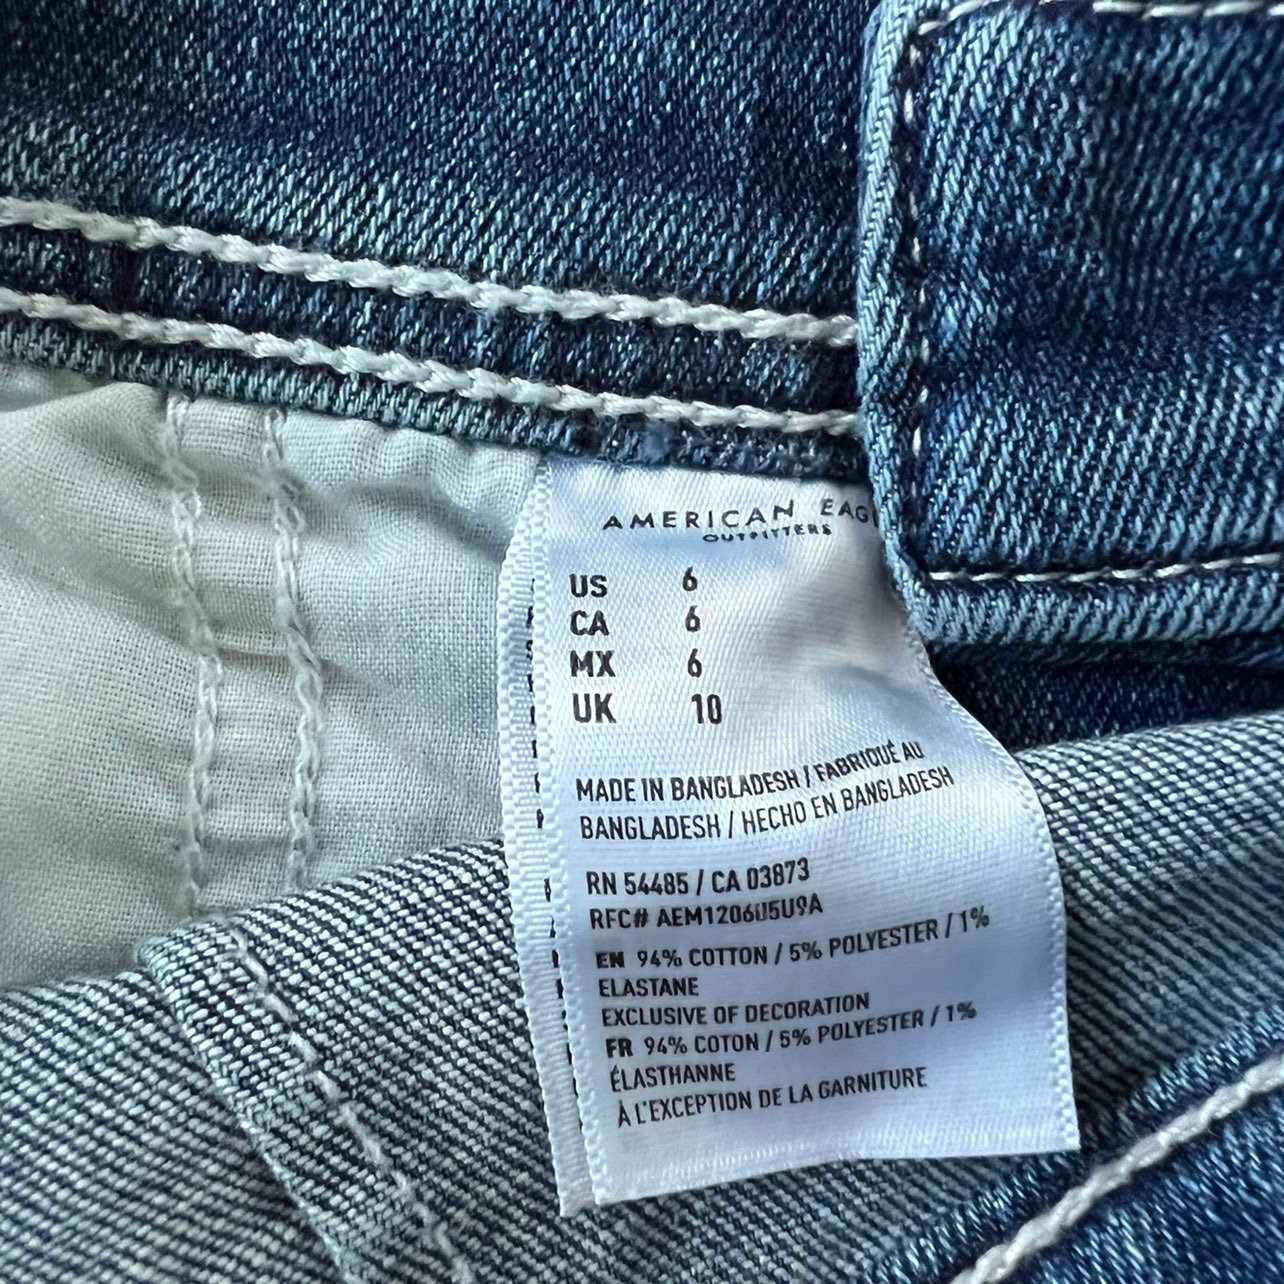 AMERICAN EAG
OUTFITTERS
US 6
CA 6
MX 6
UK 10
MADE IN BANGLADESH / FABRIQUÉ AU
BANGLADESH / HECHO EN BANGLADESH
RN 54485 / CA 03873
RFC# AEM1206U5U9A
EN 94% COTTON / 5% POLYESTER / 1%
ELASTANE
EXCLUSIVE OF DECORATION
FR 94% COTON / 5% POLYESTER / 1%
ÉLASTHANNE
À L'EXCEPTION DE LA GARNITURE